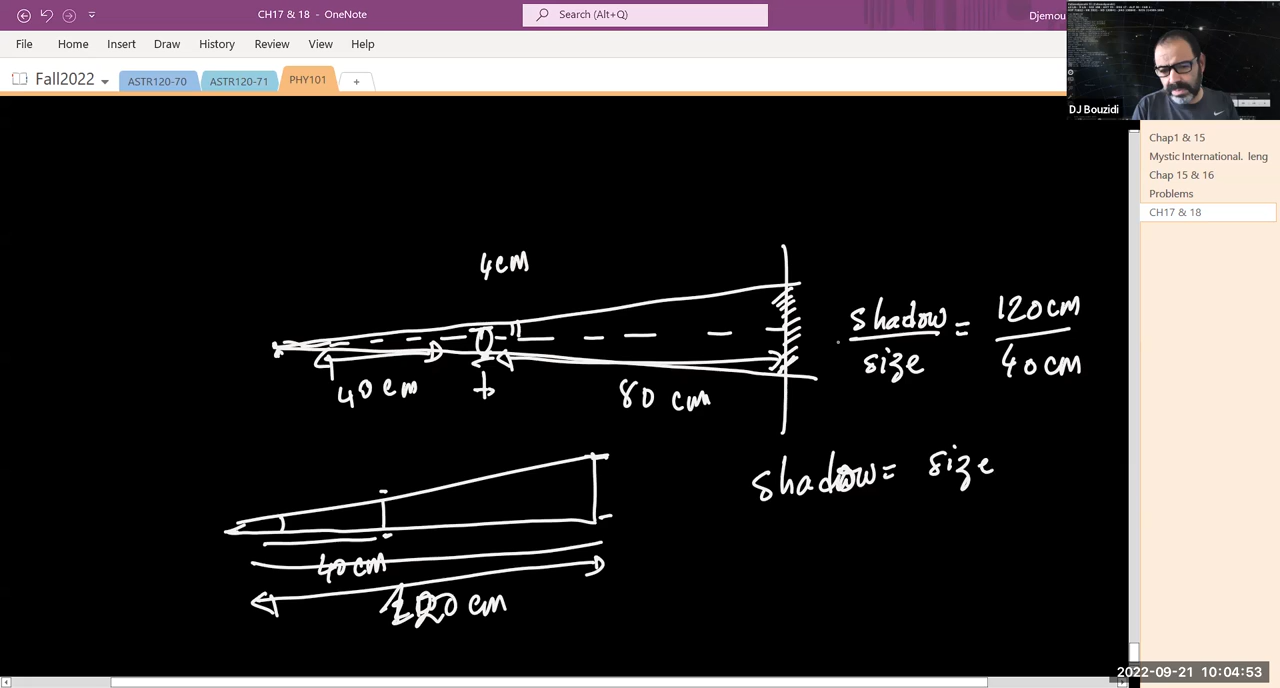 CH17 & 18 - OneNote
Search (Alt+Q)
Djemou
File Home Insert Draw History Review View Help
Fall2022 ASTR120-70 ASTR120-71 PHY101 +
DJ Bouzidi
Chap1 & 15
Mystic International. leng
Chap 15 & 16
Problems
CH17 & 18
4cm
40 cm
80 cm
shadow = 120cm
size 40cm
shadow = size
40cm
120 cm
2022-09-21 10:04:53